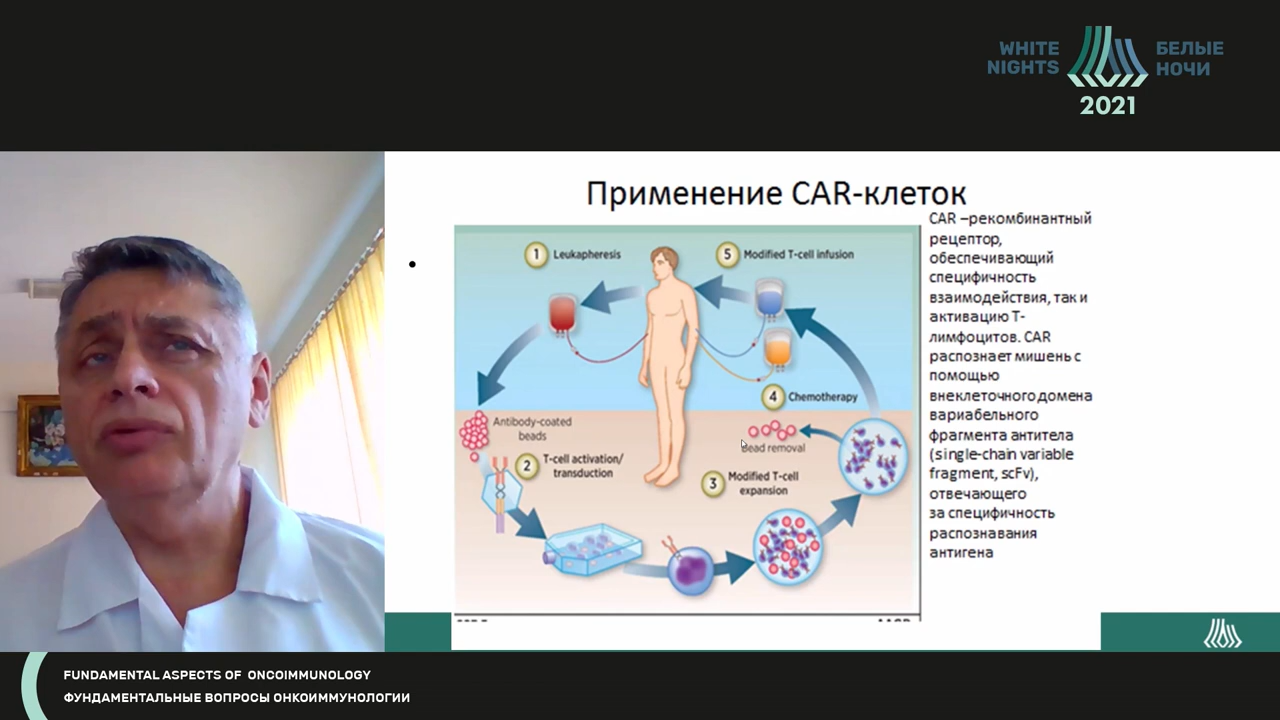 WHITE
NIGHTS
БЕЛЫЕ
НОЧИ
2021
Применение CAR-клеток
•
1 Leukapheresis
5 Modified T-cell infusion
4 Chemotherapy
Antibody-coated
beads
2 T-cell activation/
transduction
Bead removal
3 Modified T-cell
expansion
CAR –рекомбинантный
рецептор,
обеспечивающий
специфичность
взаимодействия, так и
активацию Т-
лимфоцитов. CAR
распознает мишень с
помощью
внеклеточного домена
вариабельного
фрагмента антитела
(single-chain variable
fragment, scFv),
отвечающего
за специфичность
распознавания
антигена
FUNDAMENTAL ASPECTS OF ONCOIMMUNOLOGY
ФУНДАМЕНТАЛЬНЫЕ ВОПРОСЫ ОНКОИММУНОЛОГИИ